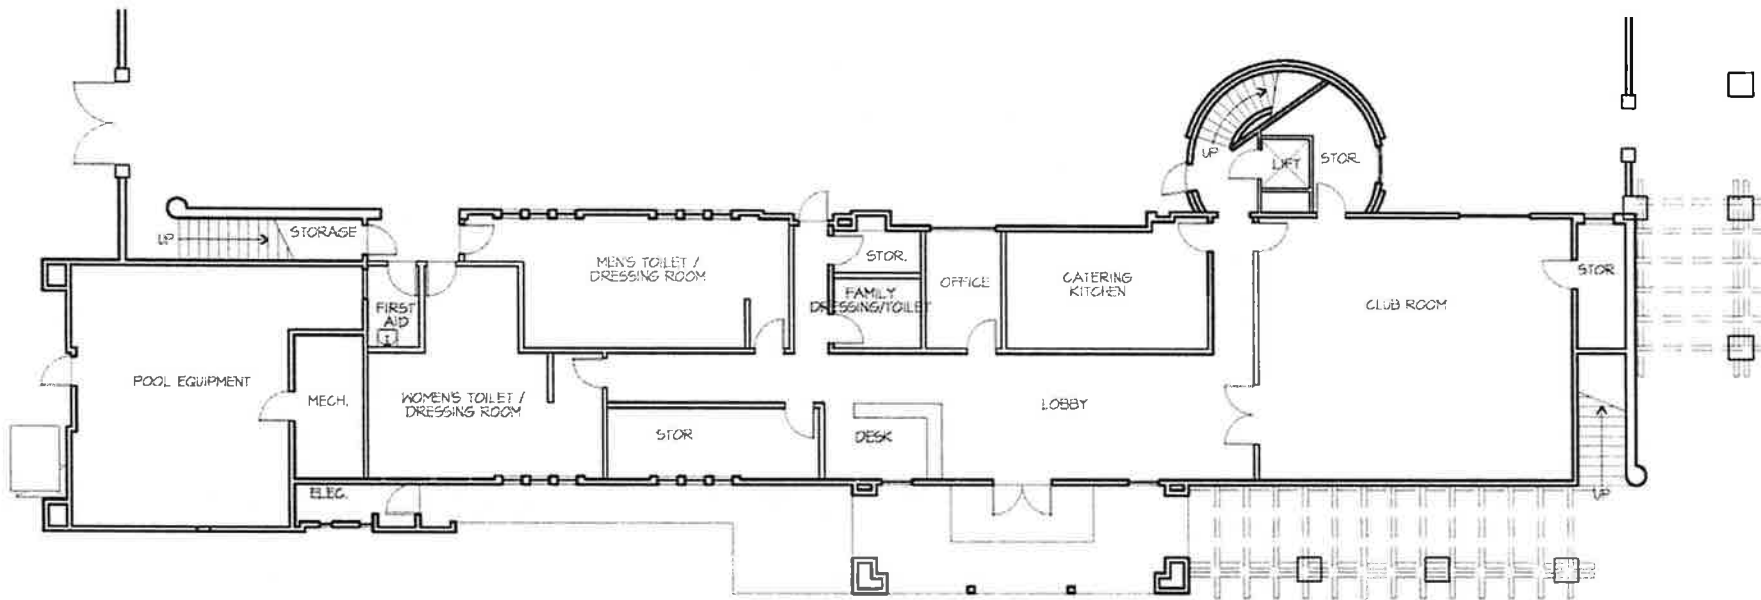 UP
LIFT
STOR.
UP
STORAGE
MEN'S TOILET /
DRESSING ROOM
STOR.
OFFICE
CATERING
KITCHEN
STOR
FIRST
AID
FAMILY
DRESSING/TOILET
CLUB ROOM
POOL EQUIPMENT
MECH.
WOMEN'S TOILET /
DRESSING ROOM
LOBBY
STOR
DESK
ELEC.
UP